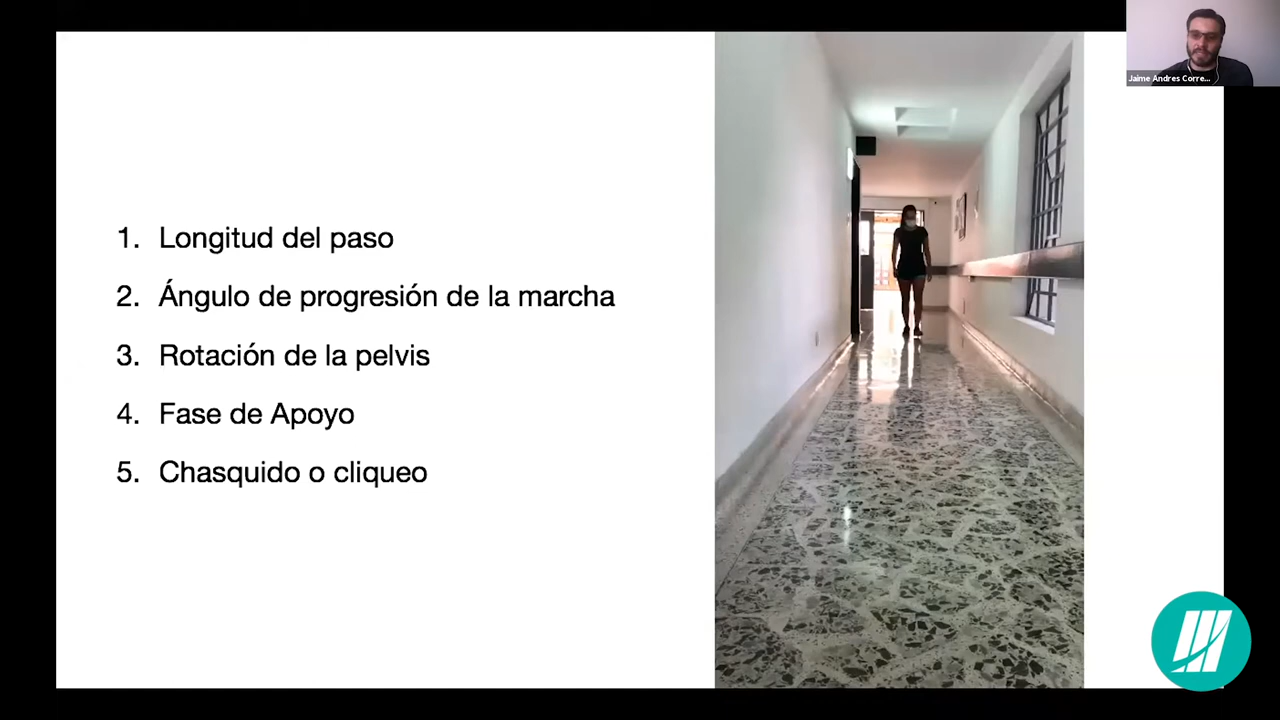 Jaime Andres Corre...
1. Longitud del paso
2. Ángulo de progresión de la marcha
3. Rotación de la pelvis
4. Fase de Apoyo
5. Chasquido o cliqueo